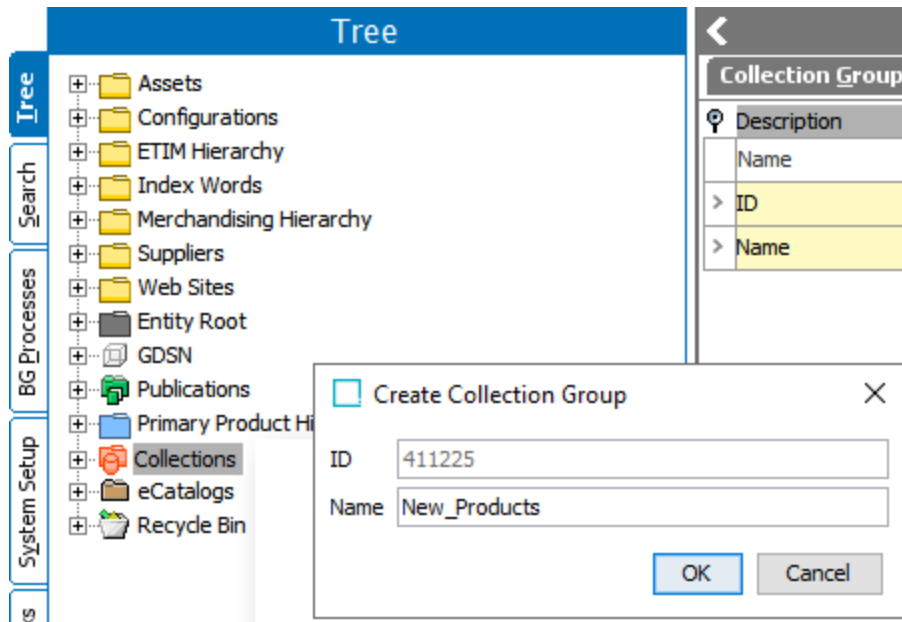 Tree
Tree
Search
BG Processes
System Setup
Assets
Configurations
ETIM Hierarchy
Index Words
Merchandising Hierarchy
Suppliers
Web Sites
Entity Root
GDSN
Publications
Primary Product Hi
Collections
eCatalogs
Recycle Bin
Collection Group
Description
Name
ID
Name
Create Collection Group
ID 411225
Name New_Products
OK Cancel